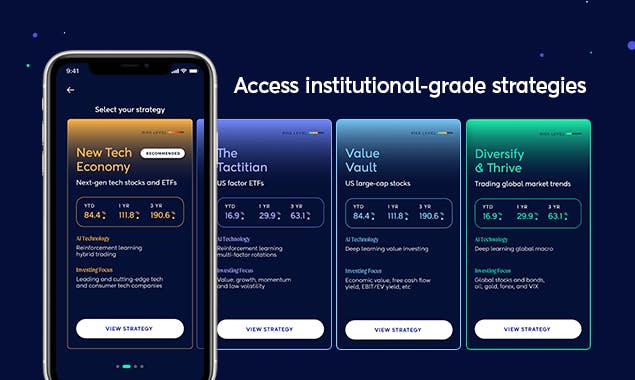 Access institutional-grade strategies
9:41
Select your strategy
RISK LEVEL
New Tech
Economy
RECOMMENDED
Next-gen tech stocks and ETFs
YTD 1 YR 3 YR
84.4% 111.8% 190.6%
AI Technology
Reinforcement learning
hybrid trading
Investing Focus
Leading and cutting-edge tech
and consumer tech companies
VIEW STRATEGY
RISK LEVEL
The
Tactitian
US factor ETFs
YTD 1 YR 3 YR
16.9% 29.9% 63.1%
AI Technology
Reinforcement learning
multi-factor rotations
Investing Focus
Value, growth, momentum
and low volatility
VIEW STRATEGY
RISK LEVEL
Value
Vault
US large-cap stocks
YTD 1 YR 3 YR
84.4% 111.8% 190.6%
AI Technology
Deep learning value investing
Investing Focus
Economic value, free cash flow
yield, EBIT/EV yield, etc
VIEW STRATEGY
RISK LEVEL
Diversify
& Thrive
Trading global market trends
YTD 1 YR 3 YR
16.9% 29.9% 63.1%
AI Technology
Deep learning global macro
Investing Focus
Global stocks and bonds,
oil, gold, forex, and VIX
VIEW STRATEGY